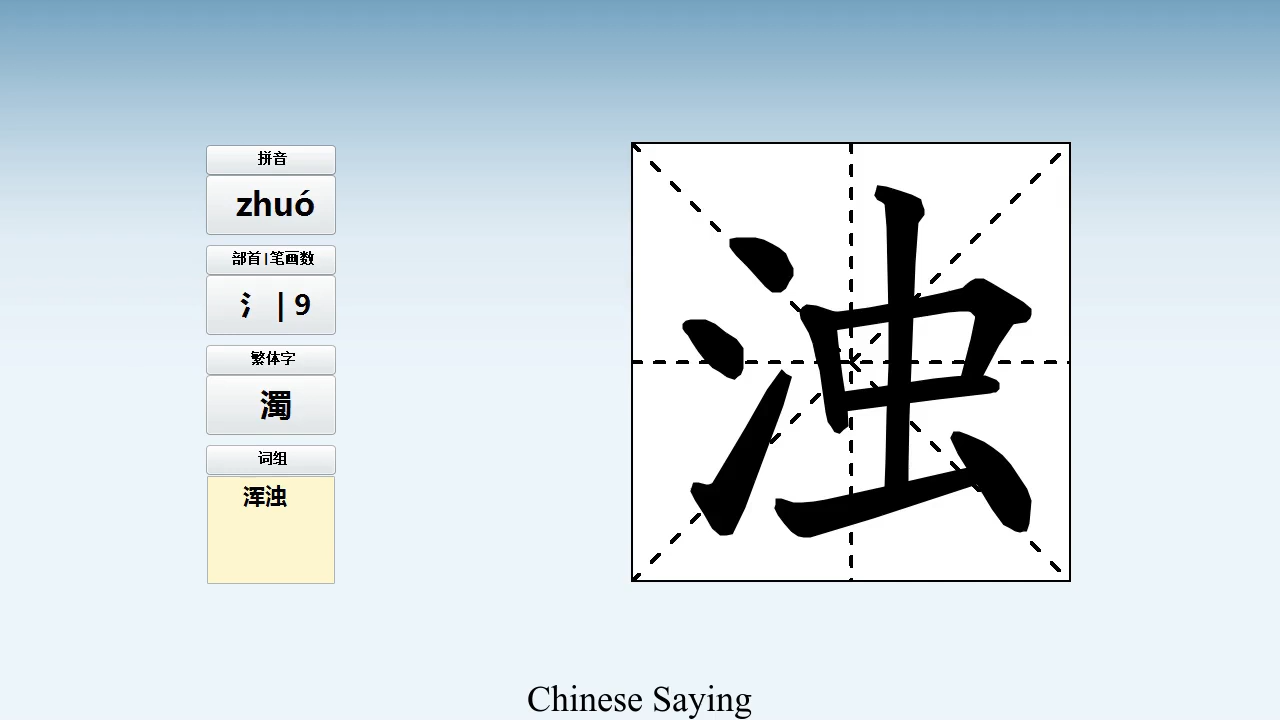 拼音
zhuó
部首|笔画数
氵 | 9
繁体字
濁
词组
浑浊
浊
Chinese Saying